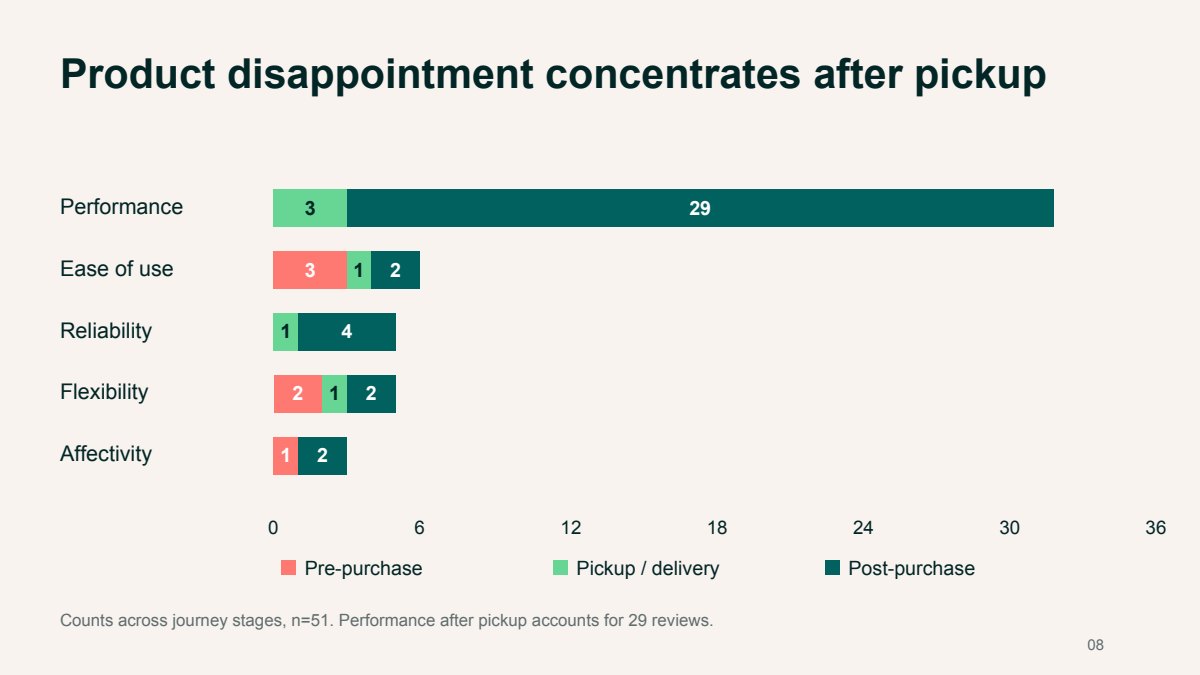 Product disappointment concentrates after pickup
Performance
3
29
Ease of use
3
1
2
Reliability
1
4
Flexibility
2
1
2
Affectivity
1
2
0
6
12
18
24
30
36
Pre-purchase
Pickup / delivery
Post-purchase
Counts across journey stages, n=51. Performance after pickup accounts for 29 reviews.
08